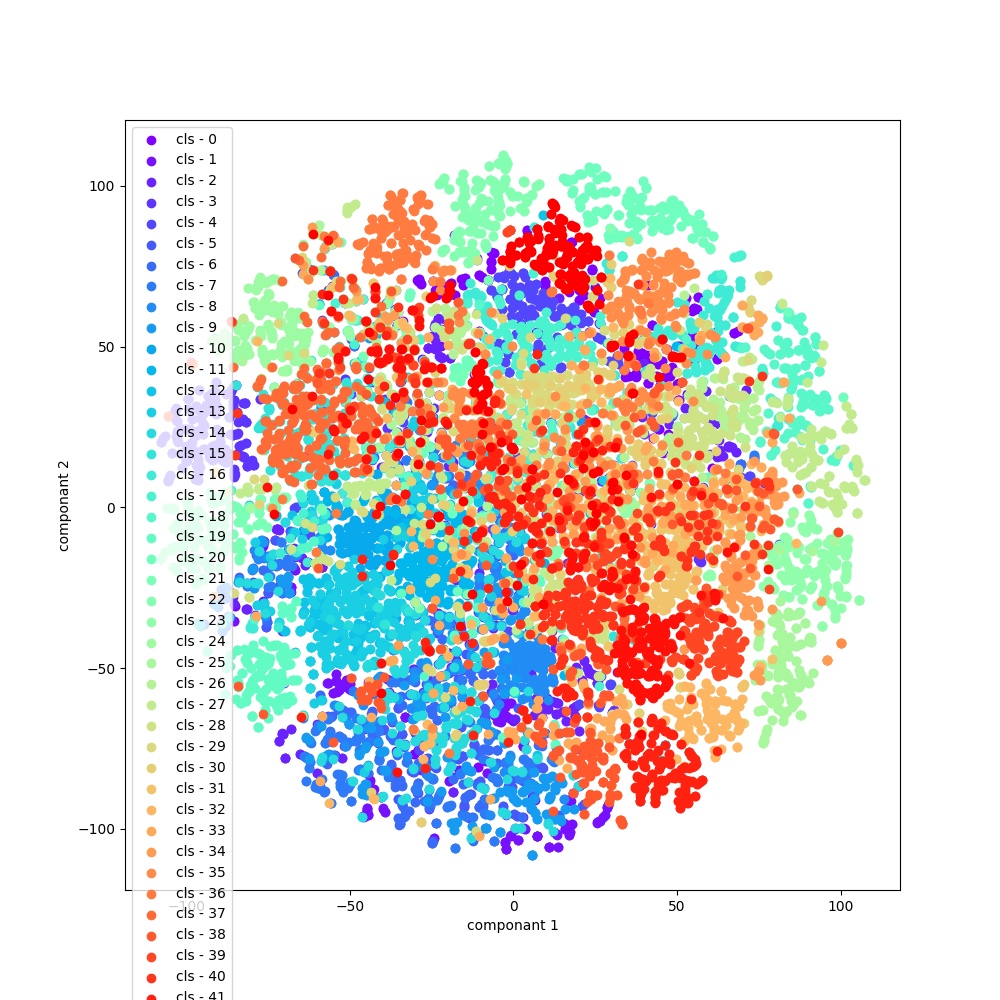 cls - 0
cls - 1
cls - 2
cls - 3
cls - 4
cls - 5
cls - 6
cls - 7
cls - 8
cls - 9
cls - 10
cls - 11
cls - 12
cls - 13
cls - 14
cls - 15
cls - 16
cls - 17
cls - 18
cls - 19
cls - 20
cls - 21
cls - 22
cls - 23
cls - 24
cls - 25
cls - 26
cls - 27
cls - 28
cls - 29
cls - 30
cls - 31
cls - 32
cls - 33
cls - 34
cls - 35
cls - 36
cls - 37
cls - 38
cls - 39
cls - 40
cls - 41
100
50
0
−50
−100
componant 2
−100
−50
0
50
100
componant 1